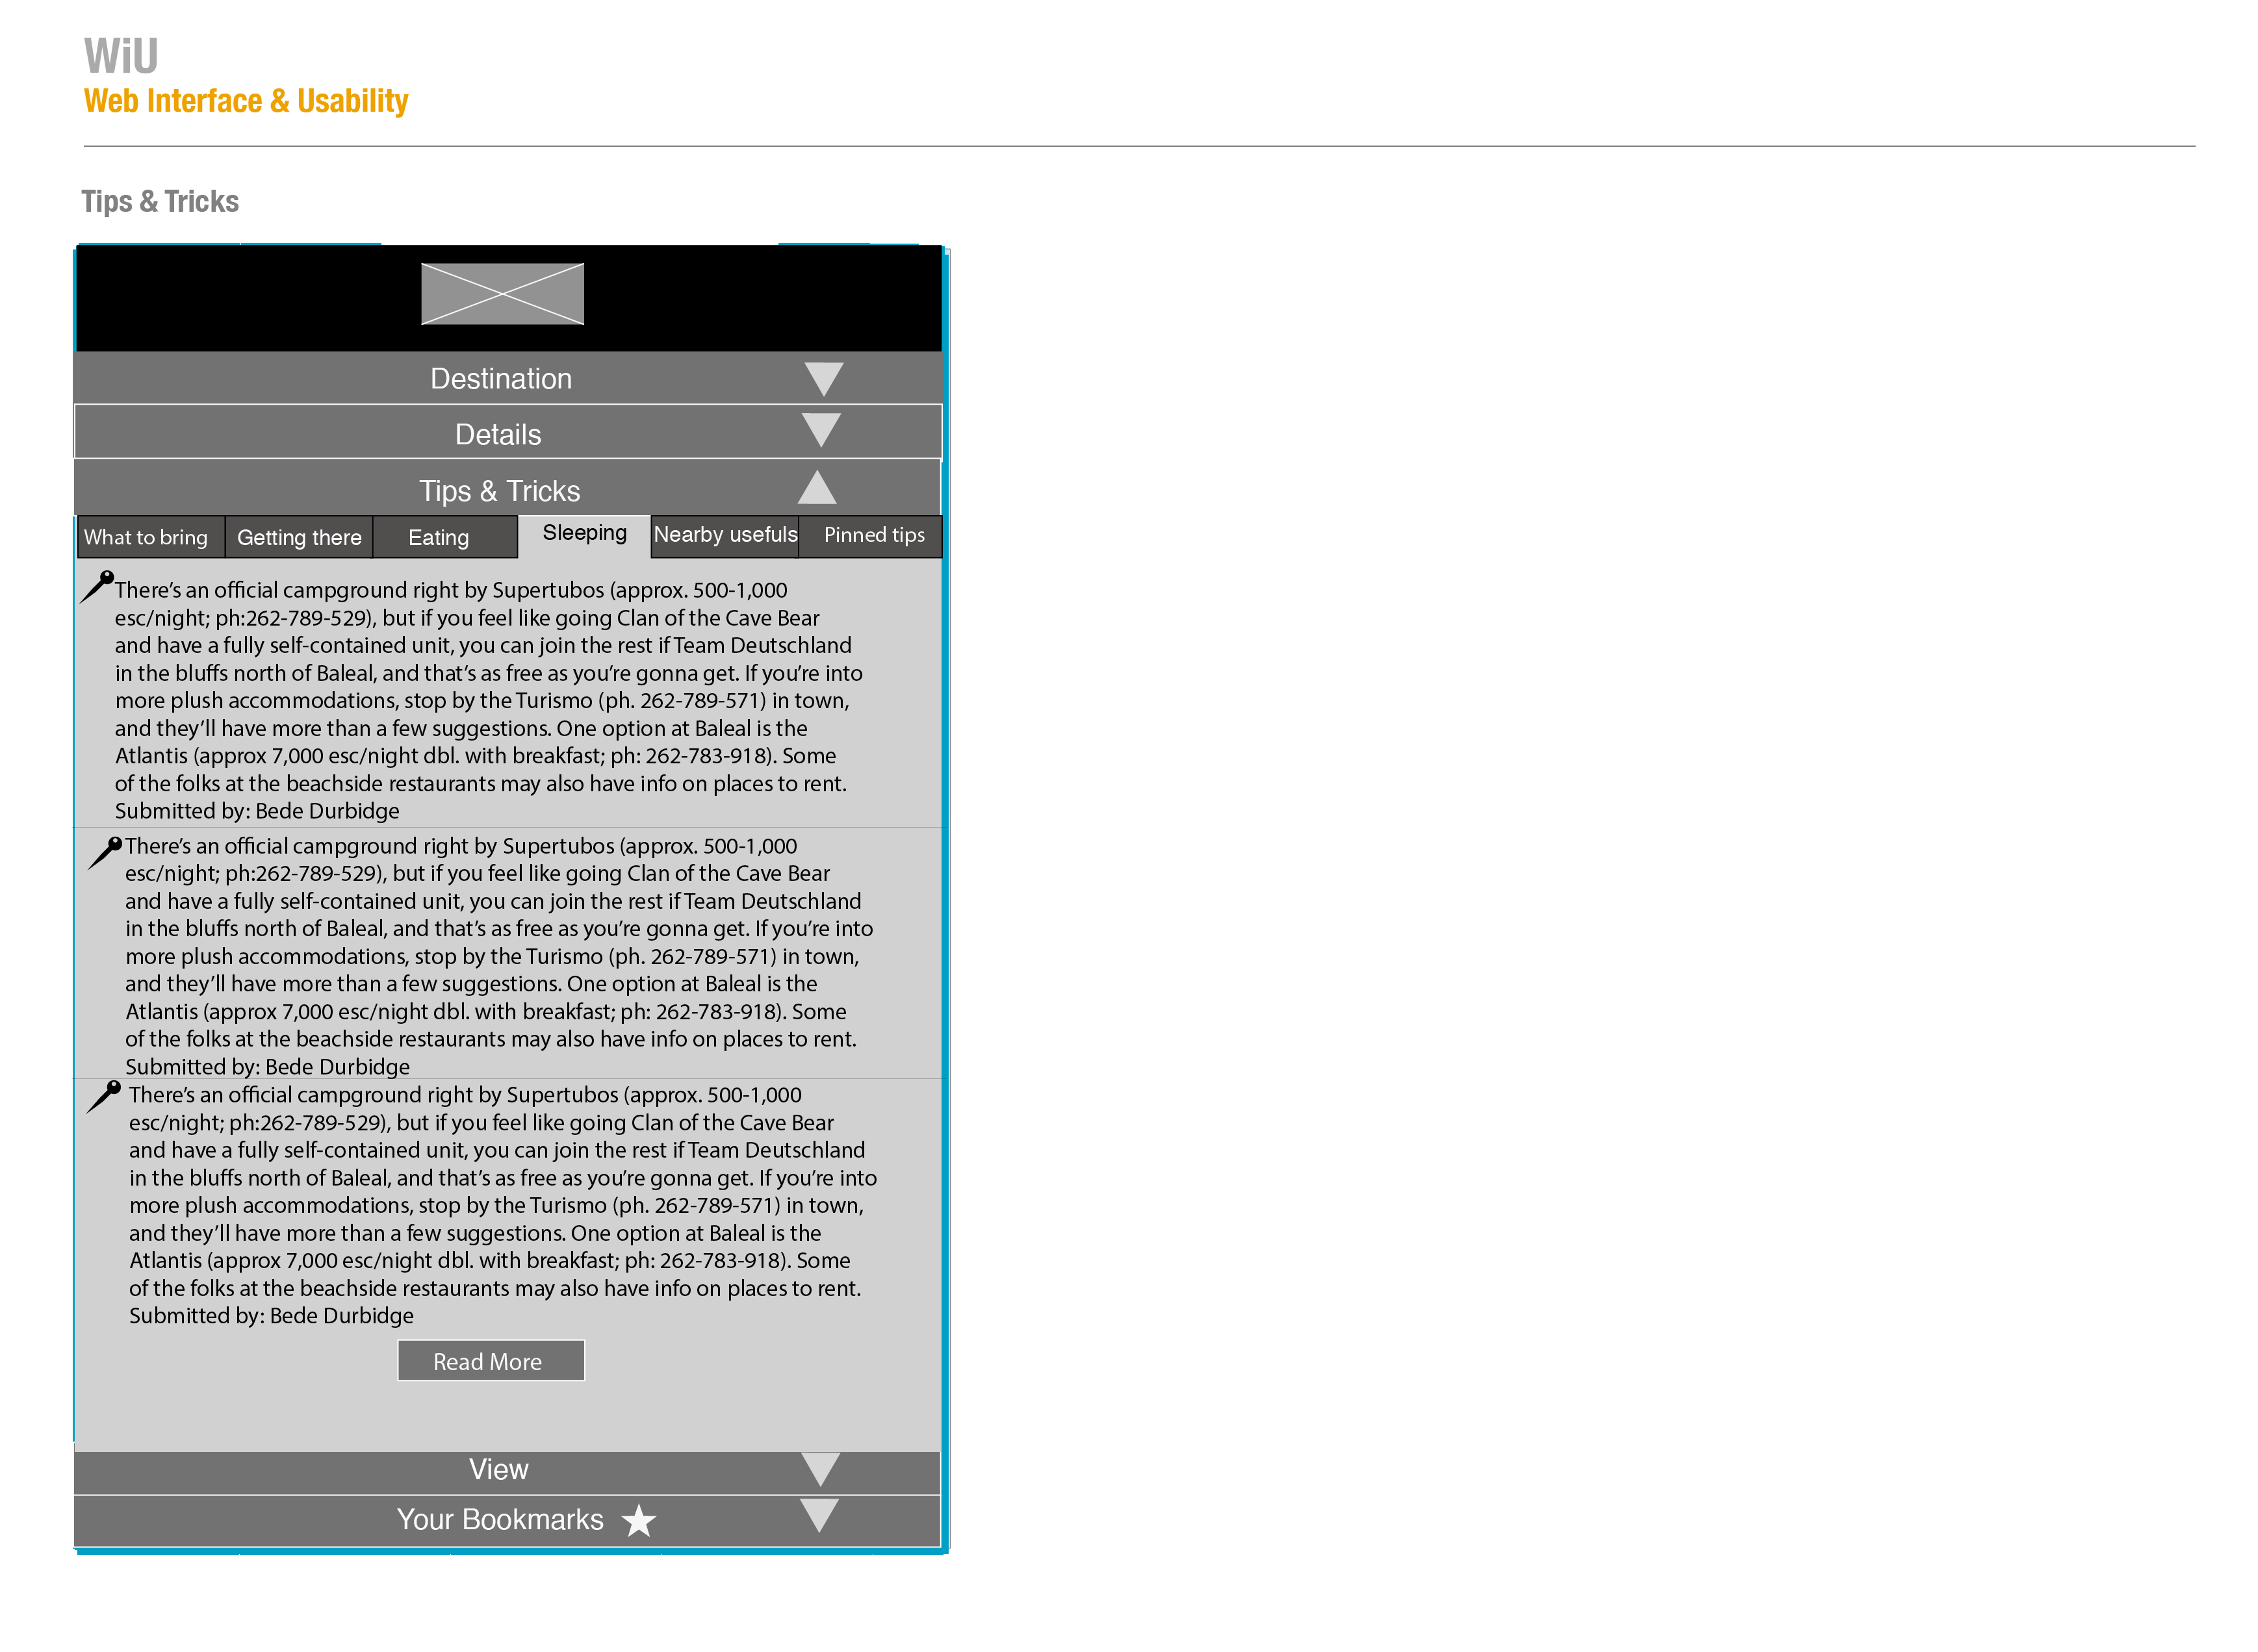 WiU
Web Interface & Usability
Tips & Tricks
Destination
Details
Tips & Tricks
What to bring
Getting there
Eating
Sleeping
Nearby usefuls
Pinned tips
There’s an official campground right by Supertubos (approx. 500-1,000
esc/night; ph:262-789-529), but if you feel like going Clan of the Cave Bear
and have a fully self-contained unit, you can join the rest if Team Deutschland
in the bluffs north of Baleal, and that’s as free as you’re gonna get. If you’re into
more plush accommodations, stop by the Turismo (ph. 262-789-571) in town,
and they’ll have more than a few suggestions. One option at Baleal is the
Atlantis (approx 7,000 esc/night dbl. with breakfast; ph: 262-783-918). Some
of the folks at the beachside restaurants may also have info on places to rent.
Submitted by: Bede Durbidge
There’s an official campground right by Supertubos (approx. 500-1,000
esc/night; ph:262-789-529), but if you feel like going Clan of the Cave Bear
and have a fully self-contained unit, you can join the rest if Team Deutschland
in the bluffs north of Baleal, and that’s as free as you’re gonna get. If you’re into
more plush accommodations, stop by the Turismo (ph. 262-789-571) in town,
and they’ll have more than a few suggestions. One option at Baleal is the
Atlantis (approx 7,000 esc/night dbl. with breakfast; ph: 262-783-918). Some
of the folks at the beachside restaurants may also have info on places to rent.
Submitted by: Bede Durbidge
There’s an official campground right by Supertubos (approx. 500-1,000
esc/night; ph:262-789-529), but if you feel like going Clan of the Cave Bear
and have a fully self-contained unit, you can join the rest if Team Deutschland
in the bluffs north of Baleal, and that’s as free as you’re gonna get. If you’re into
more plush accommodations, stop by the Turismo (ph. 262-789-571) in town,
and they’ll have more than a few suggestions. One option at Baleal is the
Atlantis (approx 7,000 esc/night dbl. with breakfast; ph: 262-783-918). Some
of the folks at the beachside restaurants may also have info on places to rent.
Submitted by: Bede Durbidge
Read More
View
Your Bookmarks